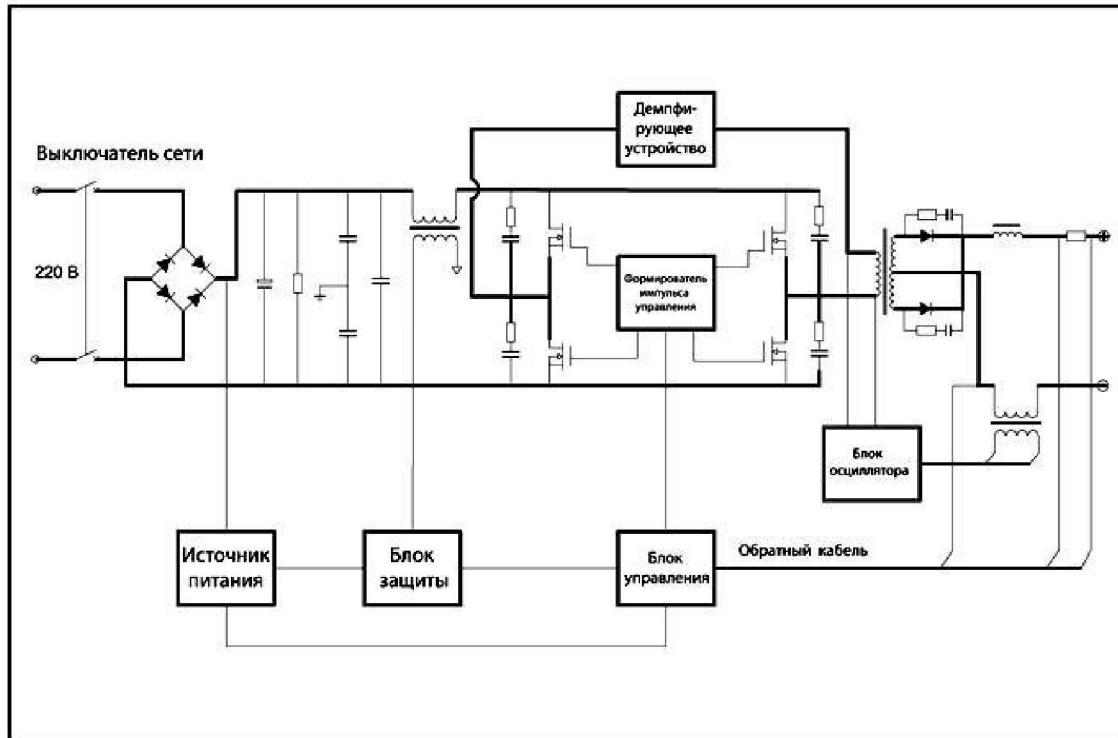 Демпфи-
рующее
устройство
Выключатель сети
220 В
Формирователь
импульса
управления
Блок
осциллятора
Источник
питания
Блок
защиты
Блок
управления
Обратный кабель